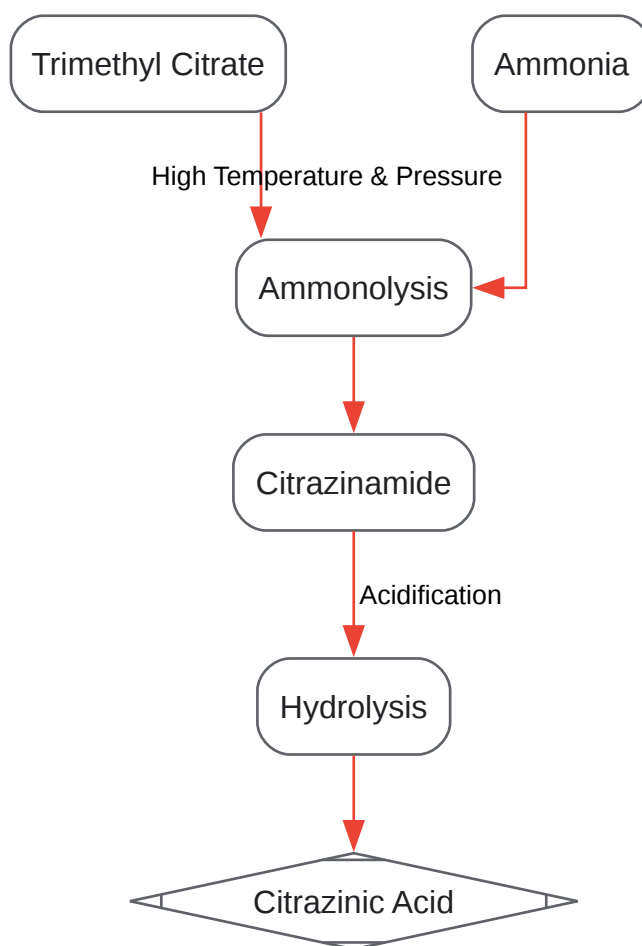 Trimethyl Citrate
Ammonia
High Temperature & Pressure
Ammonolysis
Citrazinamide
Acidification
Hydrolysis
Citrazinic Acid